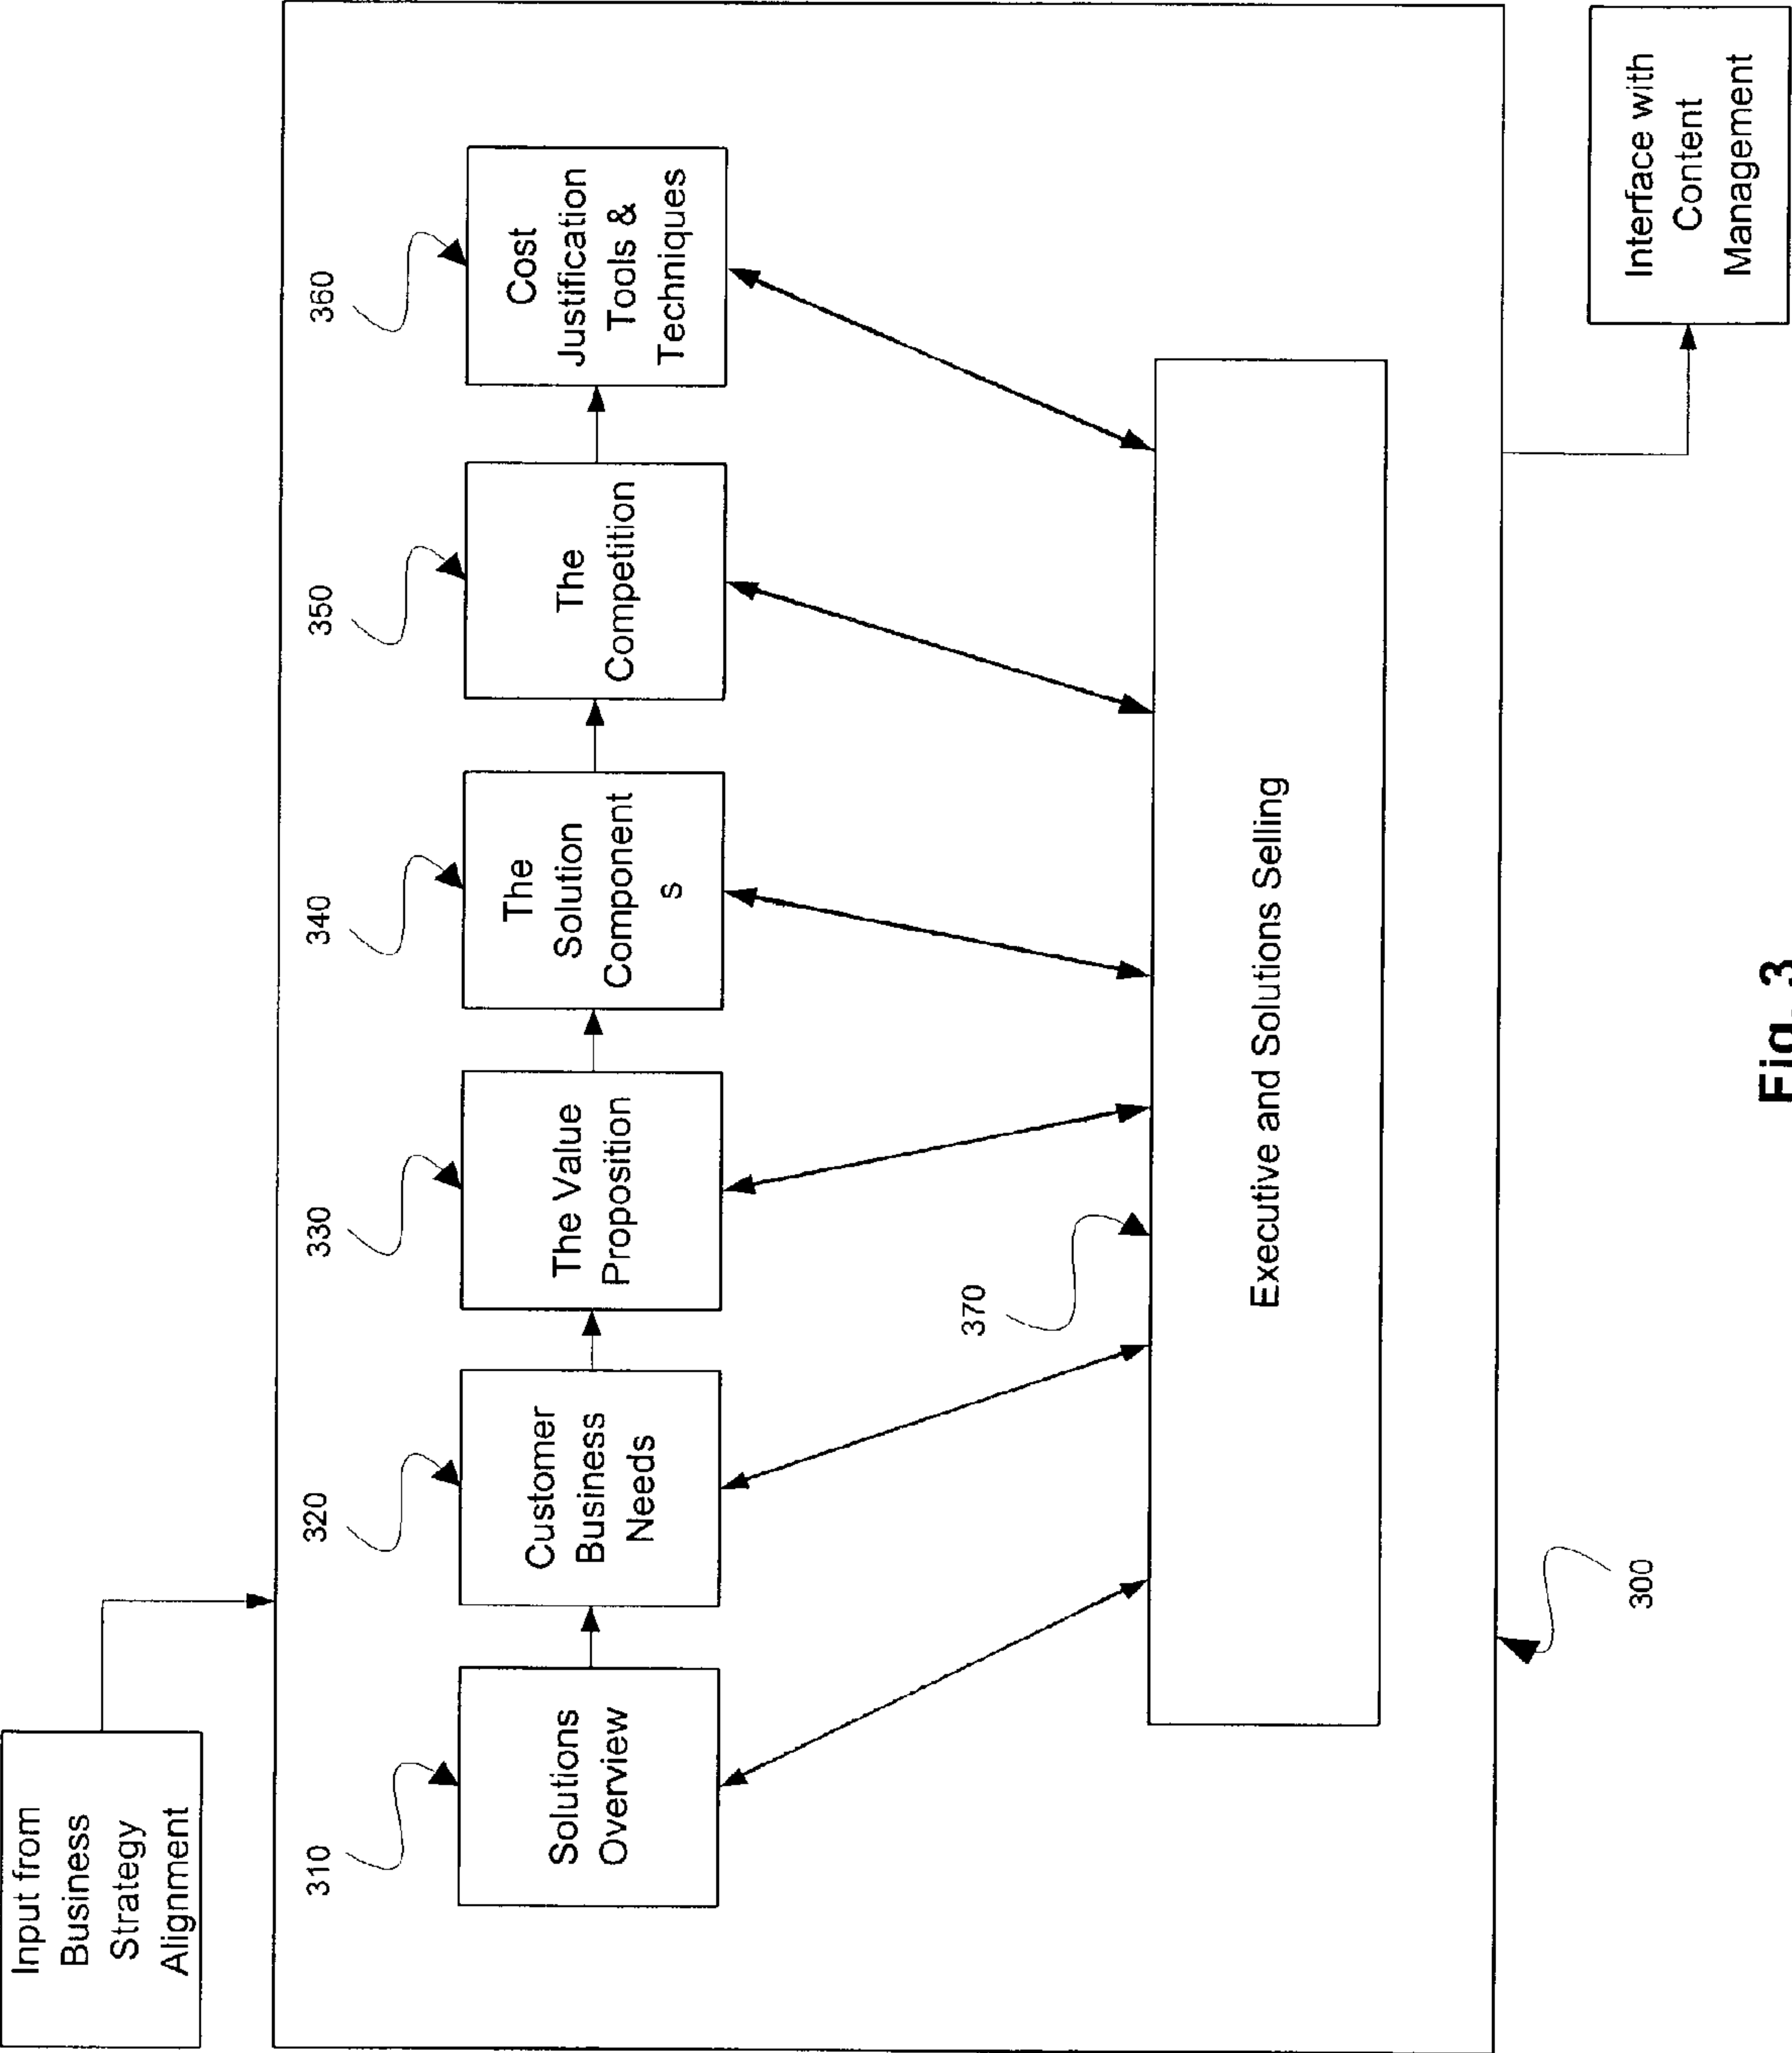 Input from
Business
Strategy
Alignment
310
320
330
340
350
360
Solutions
Overview
Customer
Business
Needs
The Value
Proposition
The
Solution
Component
s
The
Competition
Cost
Justification
Tools &
Techniques
370
Executive and Solutions Selling
300
Interface with
Content
Management
Fig. 3